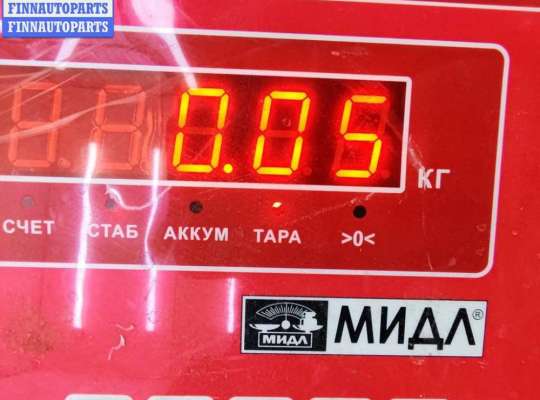 FINNAUTOPARTS
FINNAUTOPARTS
0.05
КГ
СЧЕТ СТАБ АККУМ ТАРА >0<
МИДЛ МИДЛ®